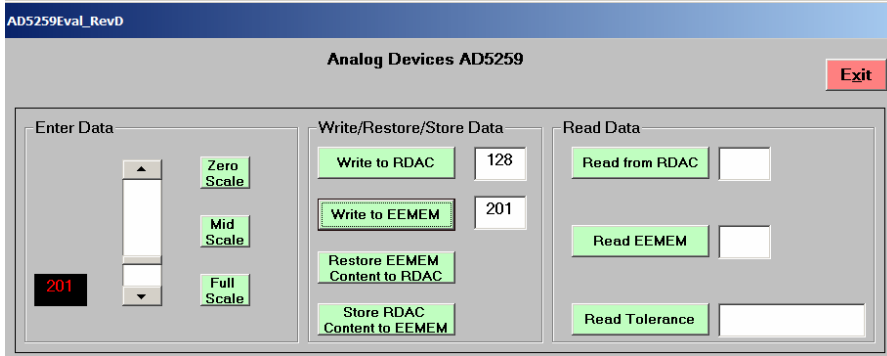 AD5259Eval_RevD
Analog Devices AD5259
Exit
Enter Data
Zero
Scale
Mid
Scale
201
Full
Scale
Write/Restore/Store Data
Write to RDAC 128
Write to EEMEM 201
Restore EEMEM
Content to RDAC
Store RDAC
Content to EEMEM
Read Data
Read from RDAC
Read EEMEM
Read Tolerance